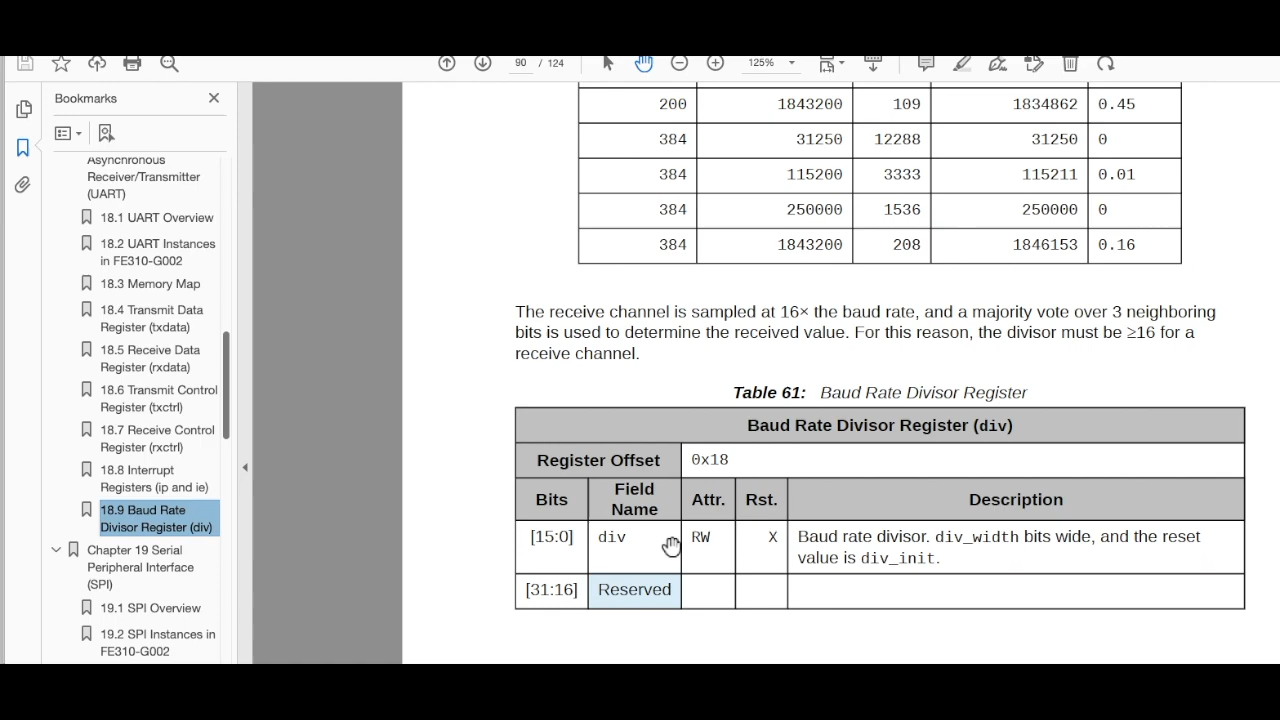 90 / 124
125%
Bookmarks
Asynchronous
Receiver/Transmitter
(UART)
18.1 UART Overview
18.2 UART Instances
in FE310-G002
18.3 Memory Map
18.4 Transmit Data
Register (txdata)
18.5 Receive Data
Register (rxdata)
18.6 Transmit Control
Register (txctrl)
18.7 Receive Control
Register (rxctrl)
18.8 Interrupt
Registers (ip and ie)
18.9 Baud Rate
Divisor Register (div)
Chapter 19 Serial
Peripheral Interface
(SPI)
19.1 SPI Overview
19.2 SPI Instances in
FE310-G002
200 1843200 109 1834862 0.45
384 31250 12288 31250 0
384 115200 3333 115211 0.01
384 250000 1536 250000 0
384 1843200 208 1846153 0.16
The receive channel is sampled at 16× the baud rate, and a majority vote over 3 neighboring
bits is used to determine the received value. For this reason, the divisor must be ≥16 for a
receive channel.
Table 61: Baud Rate Divisor Register
Baud Rate Divisor Register (div)
Register Offset 0x18
Bits Field Name Attr. Rst. Description
[15:0] div RW X Baud rate divisor. div_width bits wide, and the reset
value is div_init.
[31:16] Reserved